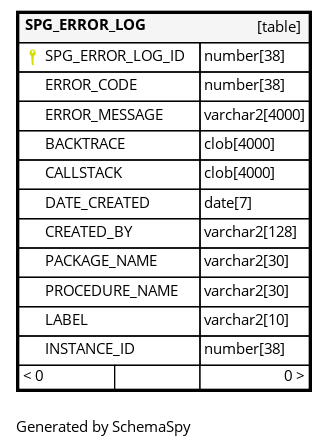 SPG_ERROR_LOG [table]
SPG_ERROR_LOG_ID number[38]
ERROR_CODE number[38]
ERROR_MESSAGE varchar2[4000]
BACKTRACE clob[4000]
CALLSTACK clob[4000]
DATE_CREATED date[7]
CREATED_BY varchar2[128]
PACKAGE_NAME varchar2[30]
PROCEDURE_NAME varchar2[30]
LABEL varchar2[10]
INSTANCE_ID number[38]
< 0 0 >
Generated by SchemaSpy